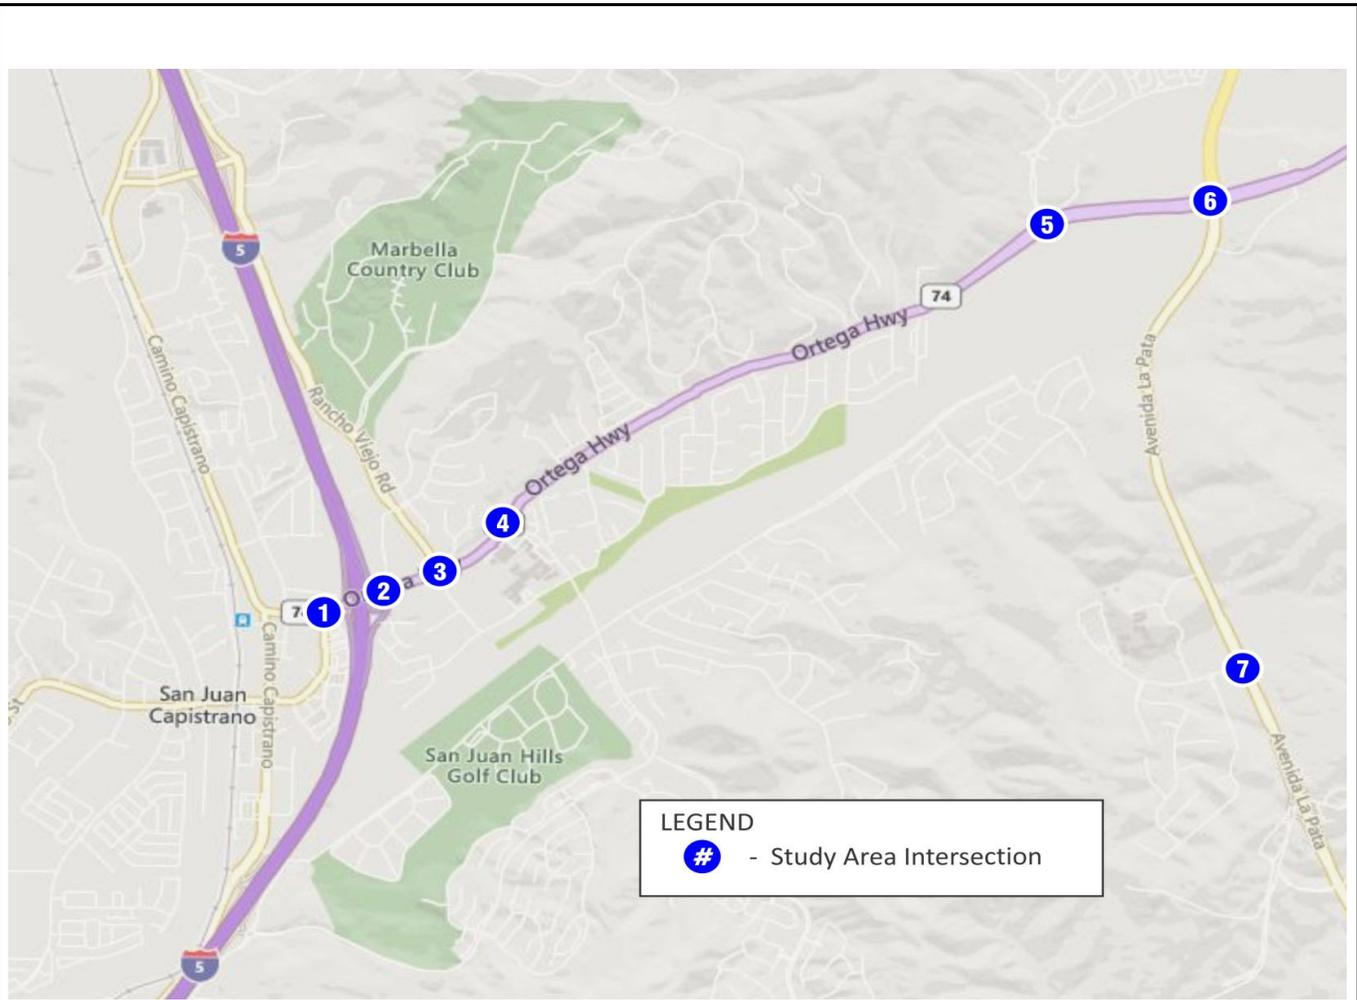 5
6
5
Marbella
Country Club
74
Ortega Hwy
Camino Capistrano
Avenida La Pata
Rancho Viejo Rd
Ortega Hwy
4
3
2
1
Camino Capistrano
7
San Juan
Capistrano
San Juan Hills
Golf Club
Avenida La Pata
LEGEND
# - Study Area Intersection
5